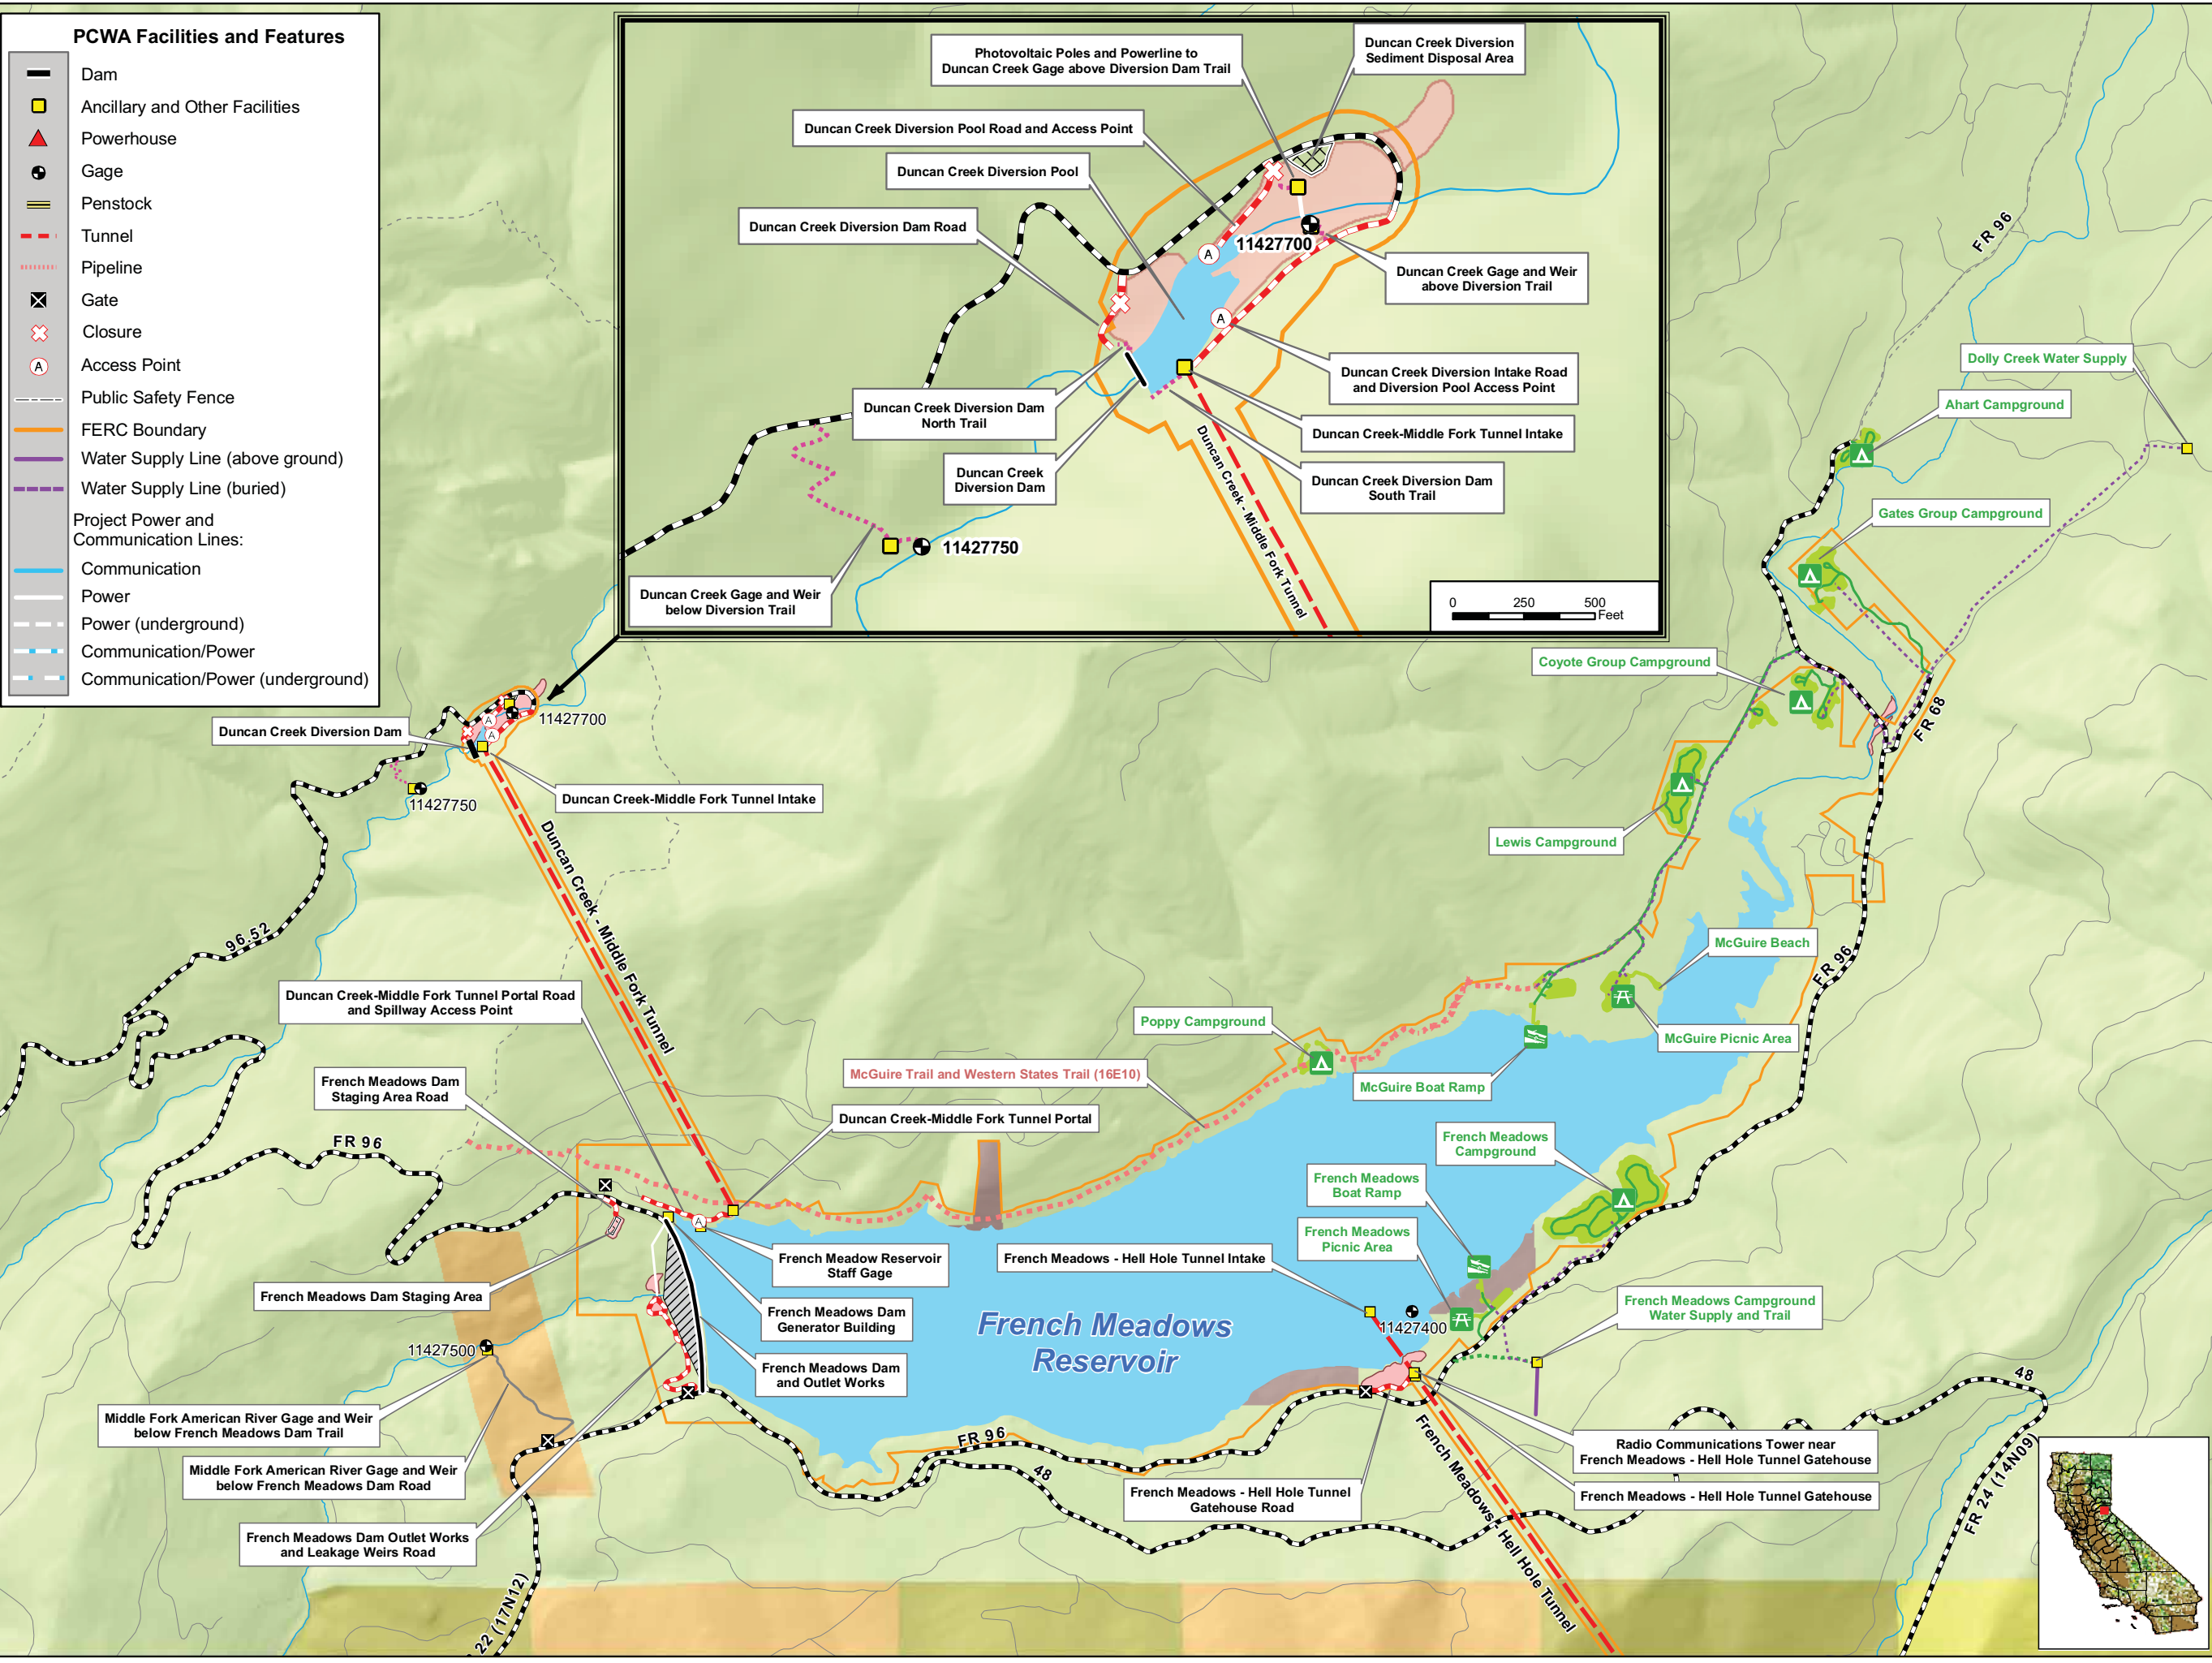 PCWA Facilities and Features
Dam
Ancillary and Other Facilities
Powerhouse
Gage
Penstock
Tunnel
Pipeline
Gate
Closure
A
Access Point
Public Safety Fence
FERC Boundary
Water Supply Line (above ground)
Water Supply Line (buried)
Project Power and
Communication Lines:
Communication
Power
Power (underground)
Communication/Power
Communication/Power (underground)
Photovoltaic Poles and Powerline to
Duncan Creek Gage above Diversion Dam Trail
Duncan Creek Diversion
Sediment Disposal Area
Duncan Creek Diversion Pool Road and Access Point
Duncan Creek Diversion Pool
Duncan Creek Diversion Dam Road
11427700
A
A
Duncan Creek Gage and Weir
above Diversion Trail
Duncan Creek Diversion Intake Road
and Diversion Pool Access Point
Duncan Creek Diversion Dam
North Trail
Duncan Creek-Middle Fork Tunnel Intake
Duncan Creek
Diversion Dam
Duncan Creek Diversion Dam
South Trail
Duncan Creek - Middle Fork Tunnel
11427750
Duncan Creek Gage and Weir
below Diversion Trail
0 250 500
Feet
FR 96
Dolly Creek Water Supply
Ahart Campground
Gates Group Campground
Coyote Group Campground
FR 68
Lewis Campground
A
A
11427700
Duncan Creek Diversion Dam
11427750
Duncan Creek-Middle Fork Tunnel Intake
Duncan Creek - Middle Fork Tunnel
96.52
McGuire Beach
FR 96
Duncan Creek-Middle Fork Tunnel Portal Road
and Spillway Access Point
Poppy Campground
McGuire Picnic Area
McGuire Trail and Western States Trail (16E10)
McGuire Boat Ramp
French Meadows Dam
Staging Area Road
Duncan Creek-Middle Fork Tunnel Portal
FR 96
French Meadows
Campground
French Meadows
Boat Ramp
French Meadows
Picnic Area
A
French Meadow Reservoir
Staff Gage
French Meadows - Hell Hole Tunnel Intake
French Meadows Dam Staging Area
French Meadows Dam
Generator Building
French Meadows
Reservoir
11427400
French Meadows Campground
Water Supply and Trail
11427500
French Meadows Dam
and Outlet Works
48
Middle Fork American River Gage and Weir
below French Meadows Dam Trail
FR 96
48
Radio Communications Tower near
French Meadows - Hell Hole Tunnel Gatehouse
Middle Fork American River Gage and Weir
below French Meadows Dam Road
French Meadows - Hell Hole Tunnel
Gatehouse Road
French Meadows - Hell Hole Tunnel Gatehouse
French Meadows Dam Outlet Works
and Leakage Weirs Road
French Meadows - Hell Hole Tunnel
FR 24 (14N09)
22 (17N12)